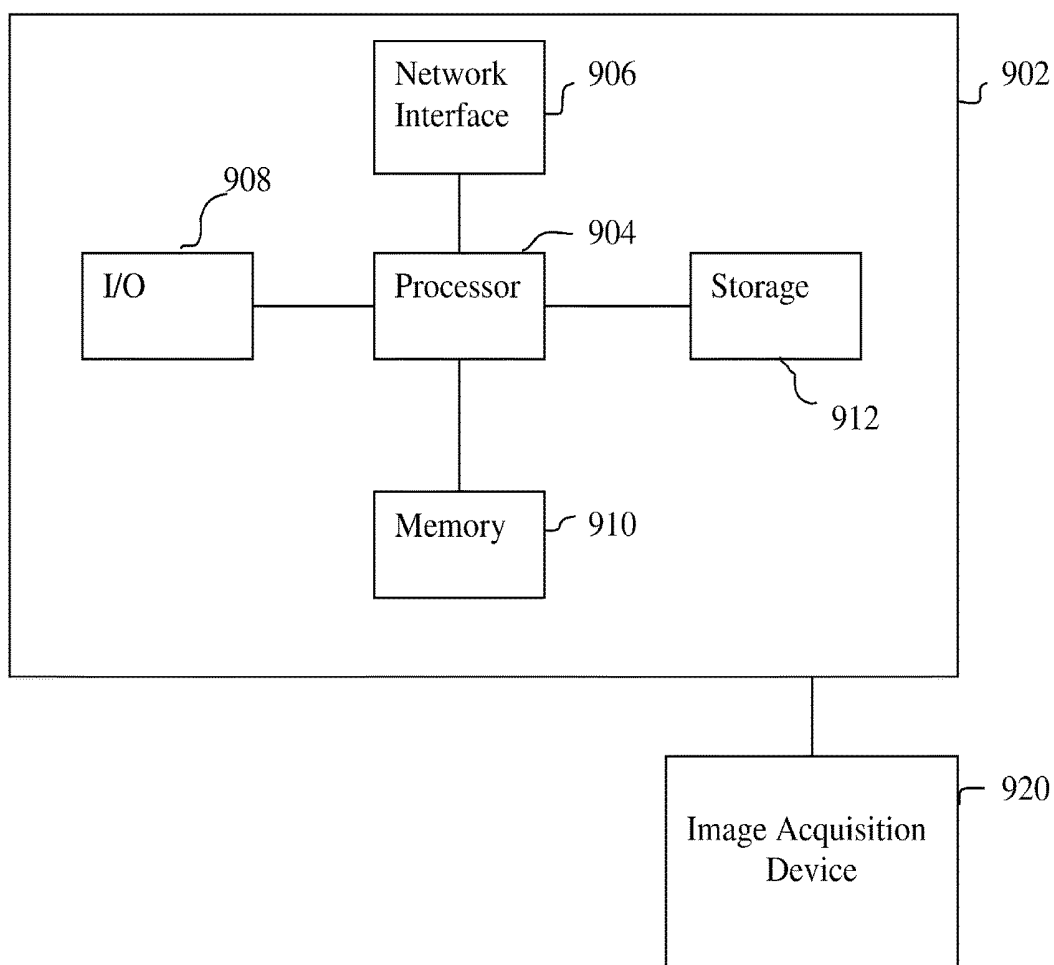 Network
Interface
906
902
908
904
I/O
Processor
Storage
912
Memory
910
920
Image Acquisition
Device